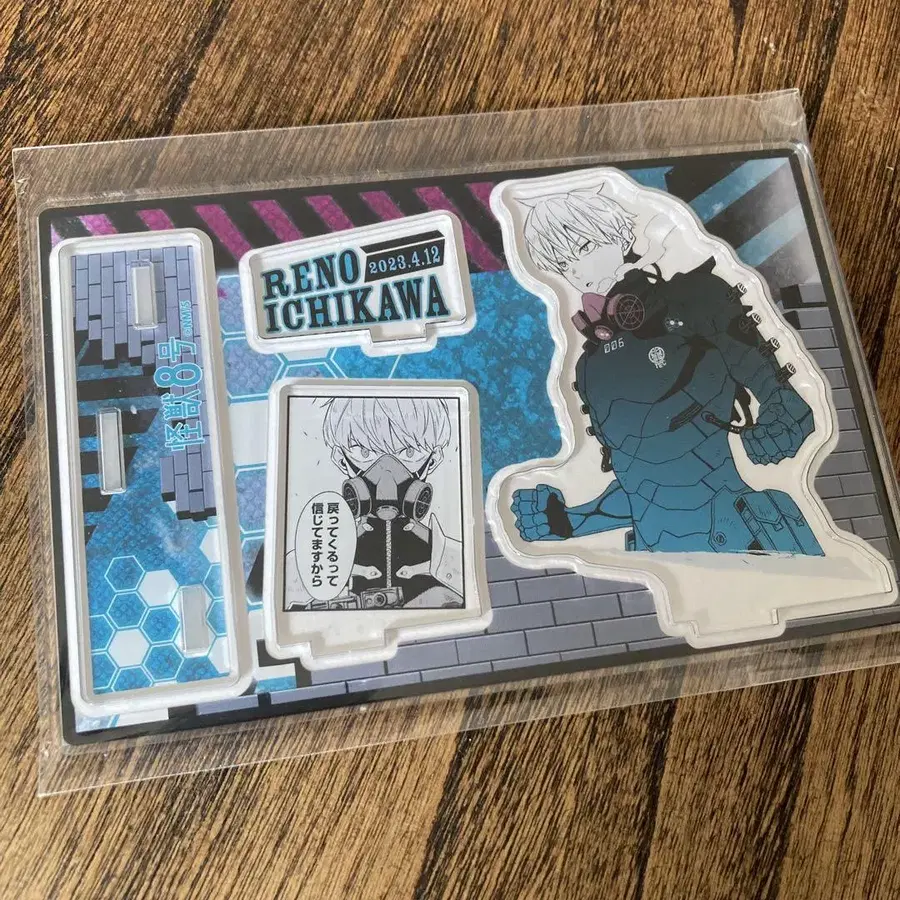 怪獣8号
©NM/S
RENO
2023.4.12
ICHIKAWA
戻ってくるって
信じてますから
006